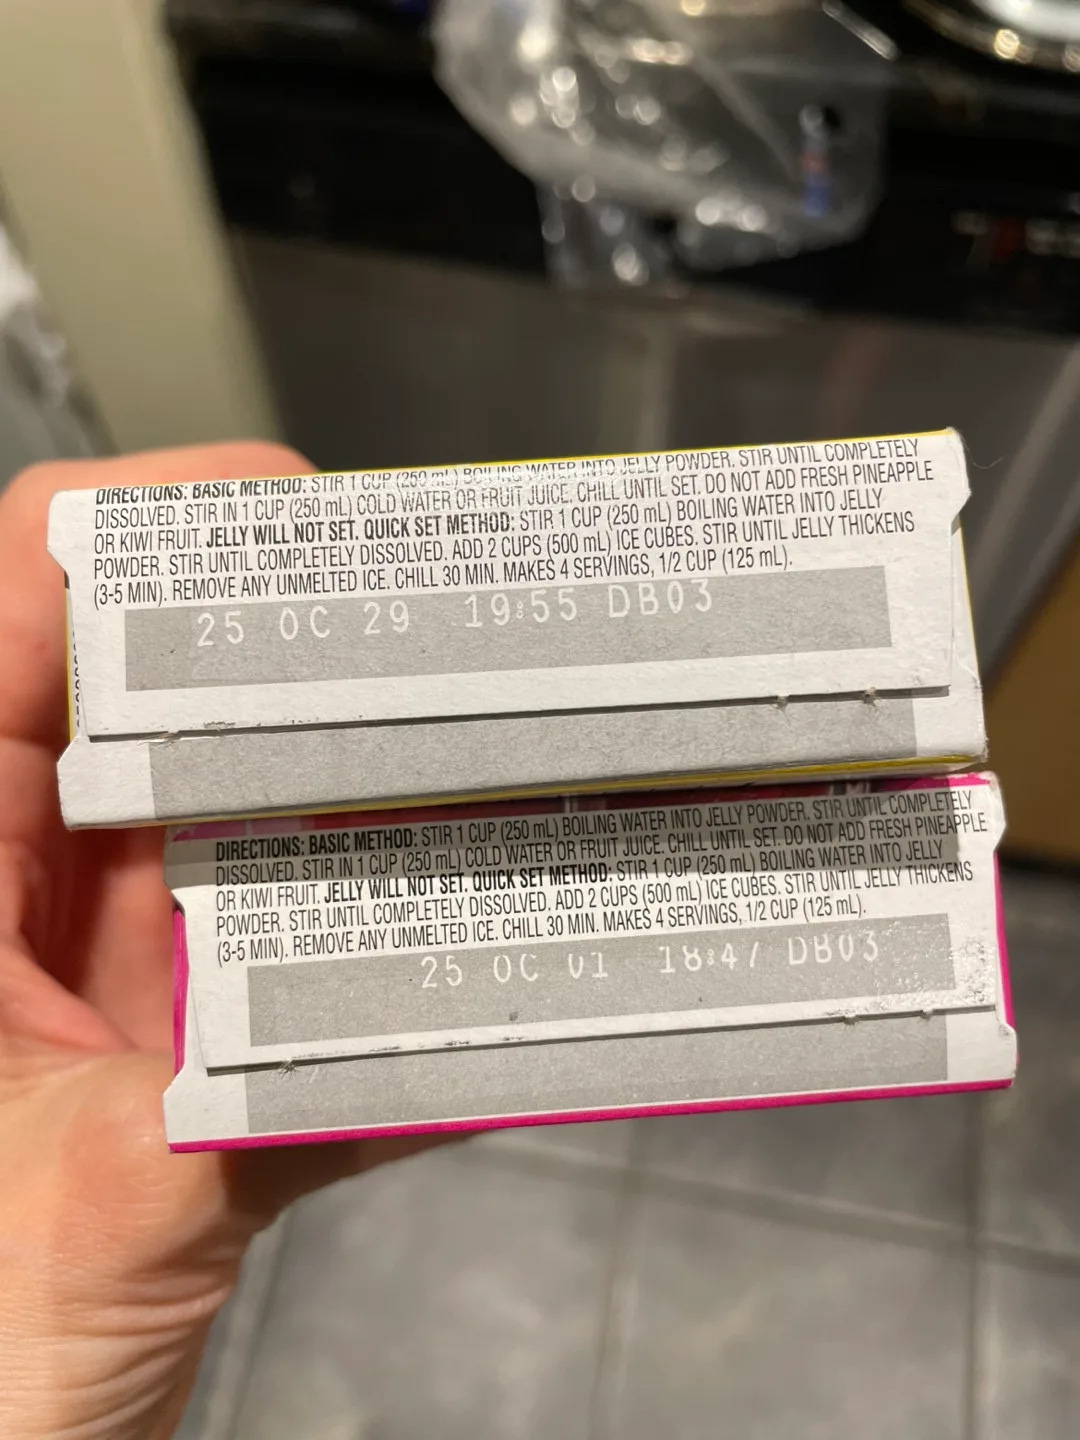 DIRECTIONS: BASIC METHOD: STIR 1 CUP (250 mL) BOILING WATER INTO JELLY POWDER. STIR UNTIL COMPLETELY
DISSOLVED. STIR IN 1 CUP (250 mL) COLD WATER OR FRUIT JUICE. CHILL UNTIL SET. DO NOT ADD FRESH PINEAPPLE
OR KIWI FRUIT. JELLY WILL NOT SET. QUICK SET METHOD: STIR 1 CUP (250 mL) BOILING WATER INTO JELLY
POWDER. STIR UNTIL COMPLETELY DISSOLVED. ADD 2 CUPS (500 mL) ICE CUBES. STIR UNTIL JELLY THICKENS
(3-5 MIN). REMOVE ANY UNMELTED ICE. CHILL 30 MIN. MAKES 4 SERVINGS, 1/2 CUP (125 mL).
25 OC 29 19:55 DB03
DIRECTIONS: BASIC METHOD: STIR 1 CUP (250 mL) BOILING WATER INTO JELLY POWDER. STIR UNTIL COMPLETELY
DISSOLVED. STIR IN 1 CUP (250 mL) COLD WATER OR FRUIT JUICE. CHILL UNTIL SET. DO NOT ADD FRESH PINEAPPLE
OR KIWI FRUIT. JELLY WILL NOT SET. QUICK SET METHOD: STIR 1 CUP (250 mL) BOILING WATER INTO JELLY
POWDER. STIR UNTIL COMPLETELY DISSOLVED. ADD 2 CUPS (500 mL) ICE CUBES. STIR UNTIL JELLY THICKENS
(3-5 MIN). REMOVE ANY UNMELTED ICE. CHILL 30 MIN. MAKES 4 SERVINGS, 1/2 CUP (125 mL).
25 OC 01 18:47 DB03